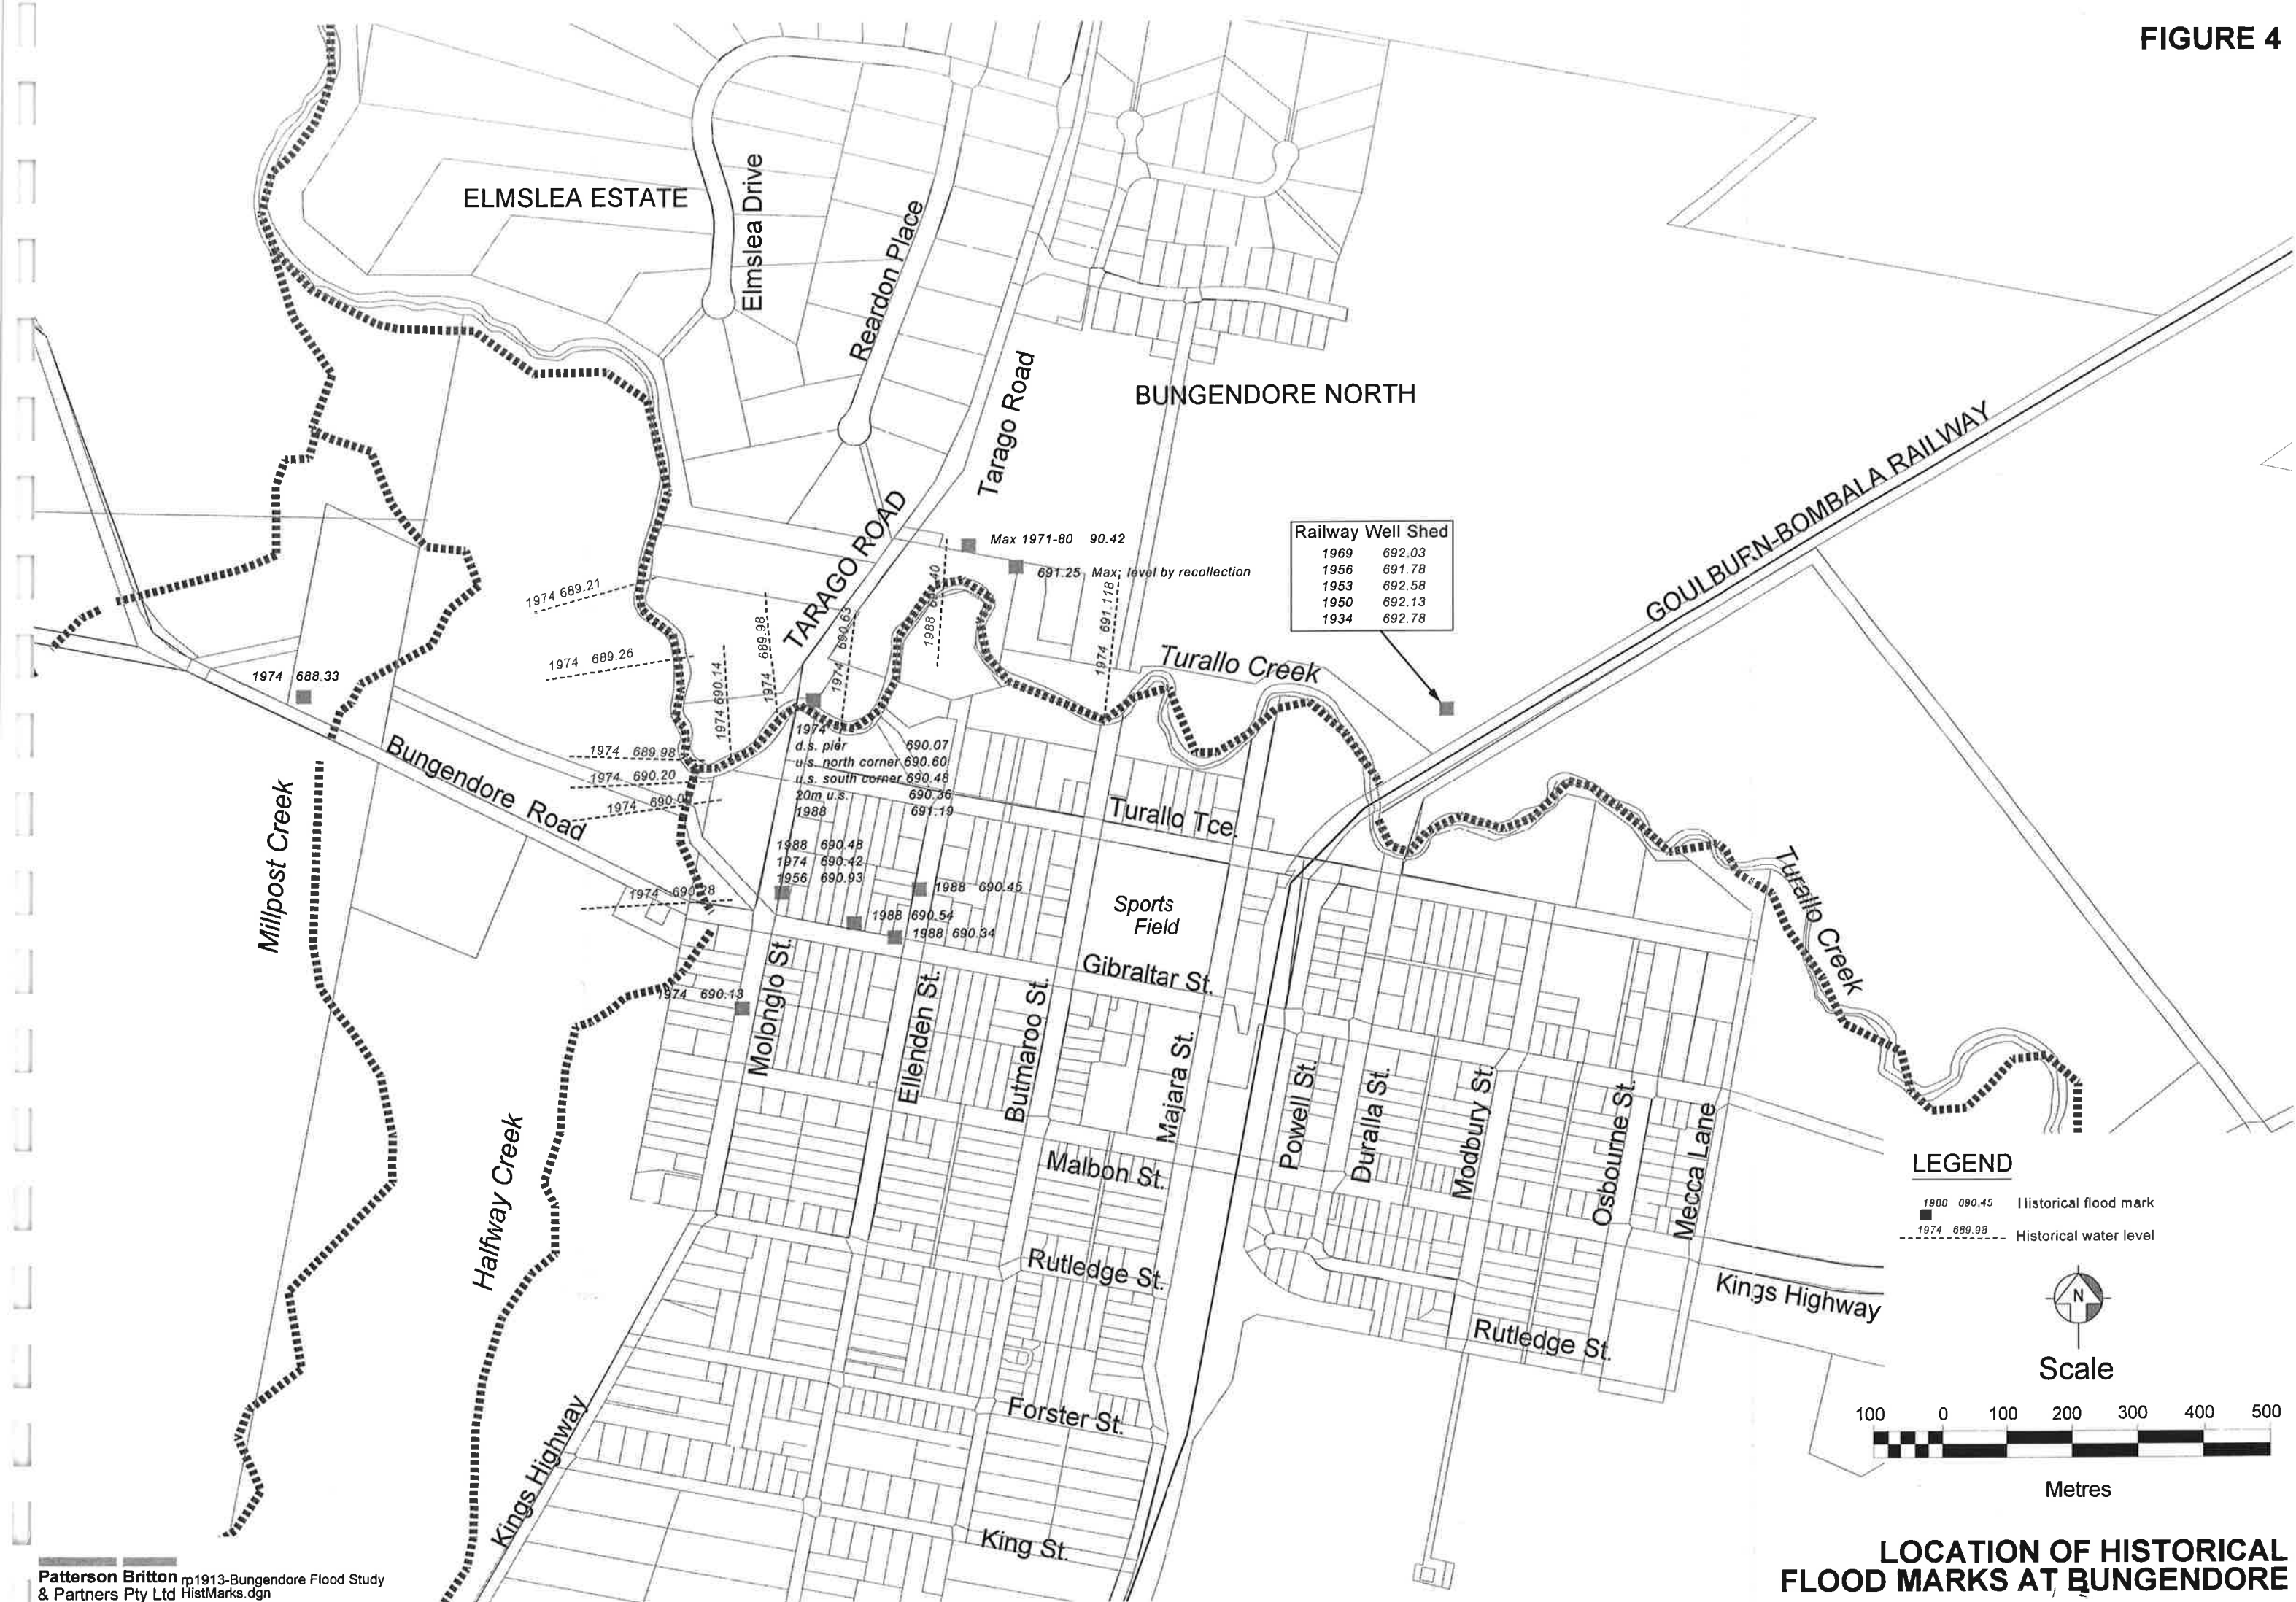 FIGURE 4
ELMSLEA ESTATE
Elmslea Drive
Reardon Place
Tarago Road
BUNGENDORE NORTH
TARAGO ROAD
GOULBURN-BOMBALA RAILWAY
Max 1971-80 90.42
691.25 Max; level by recollection
Railway Well Shed
1969 692.03
1956 691.78
1953 692.58
1950 692.13
1934 692.78
1974 689.21
1974 689.26
1974 690.14
1974 689.98
1974 690.63
1988
1974 691.118
Turallo Creek
1974 688.33
1974 689.98
1974 690.20
1974
1974
d.s. pier 690.07
u.s. north corner 690.60
u.s. south corner 690.48
20m u.s. 690.36
1988 691.19
Bungendore Road
Turallo Tce.
Millpost Creek
1988 690.48
1974 690.42
1956 690.93
1974
1988 690.45
1988 690.54
1988 690.34
Sports
Field
Turallo Creek
Gibraltar St.
1974 690.13
Molonglo St.
Ellenden St.
Butmaroo St.
Majara St.
Powell St.
Duralla St.
Modbury St.
Osbourne St.
Mecca Lane
Halfway Creek
Malbon St.
Rutledge St.
Kings Highway
Rutledge St.
Forster St.
Kings Highway
King St.
LEGEND
1980 690.45 Historical flood mark
1974 689.98 Historical water level
N
Scale
100 0 100 200 300 400 500
Metres
LOCATION OF HISTORICAL
FLOOD MARKS AT BUNGENDORE
Patterson Britton rp1913-Bungendore Flood Study
& Partners Pty Ltd HistMarks.dgn